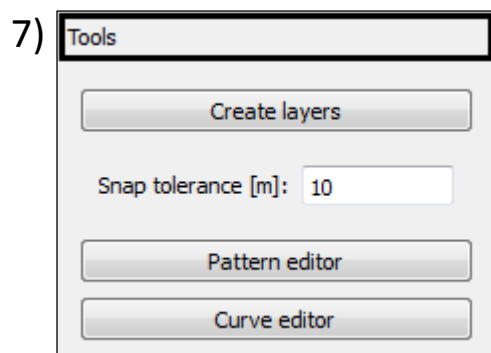 7)
Tools
Create layers
Snap tolerance [m]: 10
Pattern editor
Curve editor